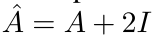 Â = A + 2I